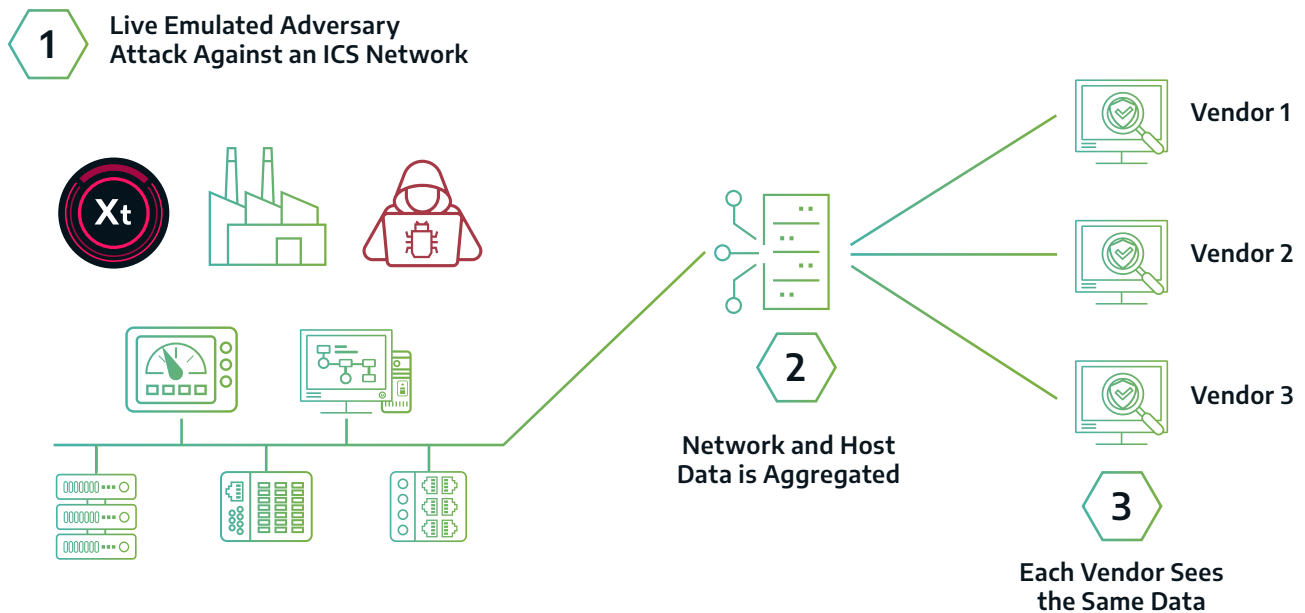 1
Live Emulated Adversary
Attack Against an ICS Network
Xt
2
Network and Host
Data is Aggregated
Vendor 1
Vendor 2
Vendor 3
3
Each Vendor Sees
the Same Data